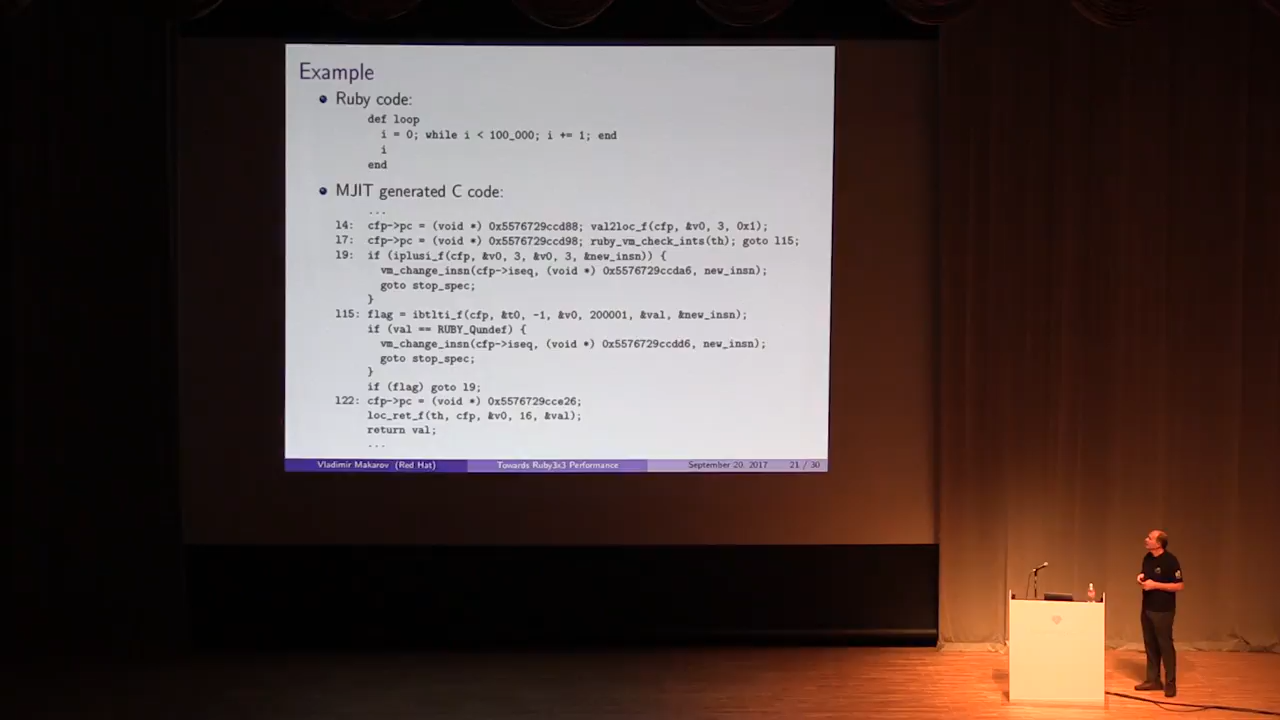 Example
Ruby code:
def loop
i = 0; while i < 100_000; i += 1; end
i
end
MJIT generated C code:
...
l4: cfp->pc = (void *) 0x5576729ccd88; val2loc_f(cfp, &v0, 3, 0x1);
l7: cfp->pc = (void *) 0x5576729ccd98; ruby_vm_check_ints(th); goto l15;
l9: if (iplusi_f(cfp, &v0, 3, &v0, 3, &new_insn)) {
vm_change_insn(cfp->iseq, (void *) 0x5576729ccda6, new_insn);
goto stop_spec;
}
l15: flag = ibtlti_f(cfp, &t0, -1, &v0, 200001, &val, &new_insn);
if (val == RUBY_Qundef) {
vm_change_insn(cfp->iseq, (void *) 0x5576729ccdd6, new_insn);
goto stop_spec;
}
if (flag) goto l9;
l22: cfp->pc = (void *) 0x5576729cce26;
loc_ret_f(th, cfp, &v0, 16, &val);
return val;
...
Vladimir Makarov (Red Hat) Towards Ruby3x3 Performance September 20, 2017 21 / 30